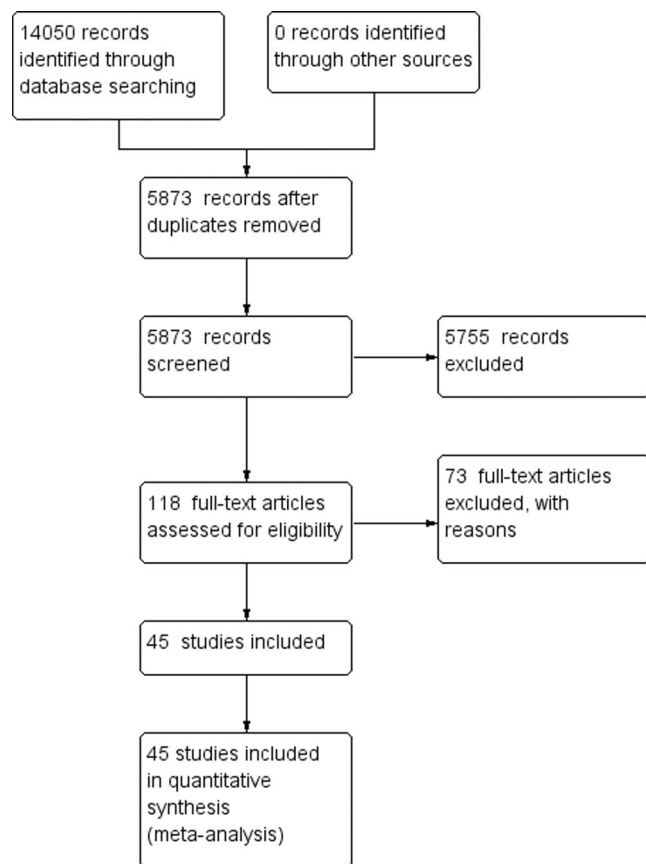 14050 records
identified through
database searching
0 records identified
through other sources
5873 records after
duplicates removed
5873 records
screened
5755 records
excluded
118 full-text articles
assessed for eligibility
73 full-text articles
excluded, with
reasons
45 studies included
45 studies included
in quantitative
synthesis
(meta-analysis)